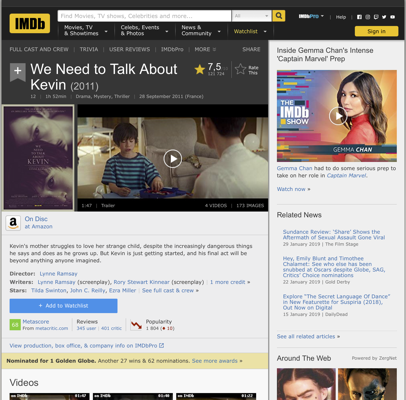 IMDb
Find Movies, TV shows, Celebrities and more...
All
Movies, TV & Showtimes
Celebs, Events & Photos
News & Community
Watchlist
IMDbPro
Help
Sign in
FULL CAST AND CREW | TRIVIA | USER REVIEWS | IMDbPro | MORE
SHARE
We Need to Talk About
Kevin (2011)
7,5
Rate This
12 | 1h 52min | Drama, Mystery, Thriller | 28 September 2011 (France)
1:47 | Trailer
4 VIDEOS | 173 IMAGES
On Disc
at Amazon
Kevin's mother struggles to love her strange child, despite the increasingly dangerous things
he says and does as he grows up. But Kevin is just getting started, and his final act will be
beyond anything anyone imagined.
Director: Lynne Ramsay
Writers: Lynne Ramsay (screenplay), Rory Stewart Kinnear (screenplay) | 1 more credit »
Stars: Tilda Swinton, John C. Reilly, Ezra Miller | See full cast & crew »
+ Add to Watchlist
68 Metascore
From metacritic.com
Reviews
345 user | 401 critic
Popularity
1 804
View production, box office, & company info on IMDbPro
Nominated for 1 Golden Globe. Another 27 wins & 62 nominations. See more awards »
Videos
Inside Gemma Chan's Intense
'Captain Marvel' Prep
THE IMDb SHOW
GEMMA CHAN
Gemma Chan had to do some serious prep
to take on her role in Captain Marvel.
Watch now »
Related News
Sundance Review: 'Share' Shows the
Aftermath of Sexual Assault Gone Viral
29 January 2019 | The Film Stage
Hey, Emily Blunt and Timothee
Chalamet: See who else has been
snubbed at Oscars despite Globe, SAG,
Critics' Choice nominations
22 January 2019 | Gold Derby
Explore "The Secret Language Of Dance"
in New Featurette for Suspiria (2018),
Out Now on Digital
15 January 2019 | DailyDead
See all related articles »
Around The Web
Powered by ZergNet